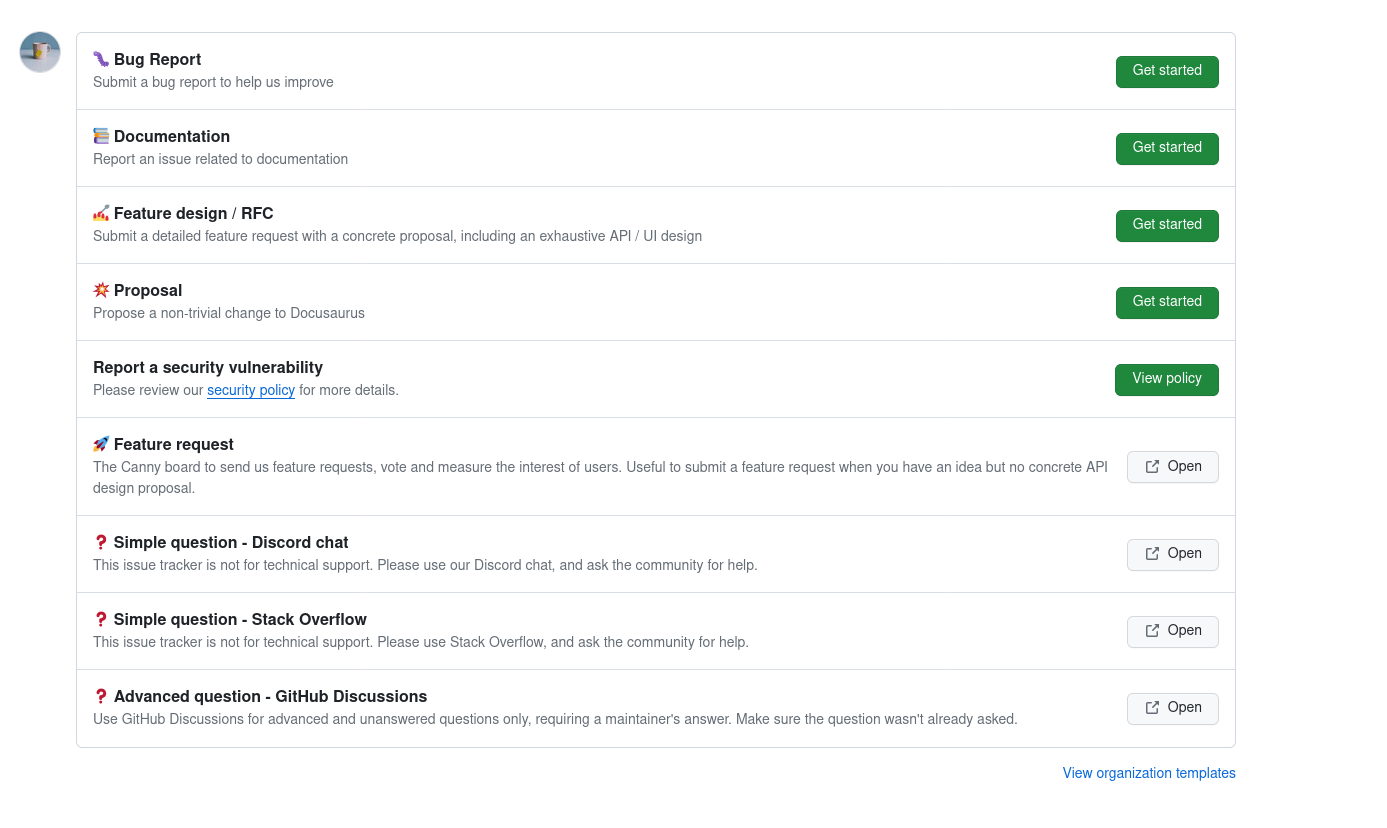 🐛 Bug Report
Submit a bug report to help us improve
Get started
📚 Documentation
Report an issue related to documentation
Get started
💅 Feature design / RFC
Submit a detailed feature request with a concrete proposal, including an exhaustive API / UI design
Get started
💥 Proposal
Propose a non-trivial change to Docusaurus
Get started
Report a security vulnerability
Please review our security policy for more details.
View policy
🚀 Feature request
The Canny board to send us feature requests, vote and measure the interest of users. Useful to submit a feature request when you have an idea but no concrete API
design proposal.
Open
❓ Simple question - Discord chat
This issue tracker is not for technical support. Please use our Discord chat, and ask the community for help.
Open
❓ Simple question - Stack Overflow
This issue tracker is not for technical support. Please use Stack Overflow, and ask the community for help.
Open
❓ Advanced question - GitHub Discussions
Use GitHub Discussions for advanced and unanswered questions only, requiring a maintainer's answer. Make sure the question wasn't already asked.
Open
View organization templates